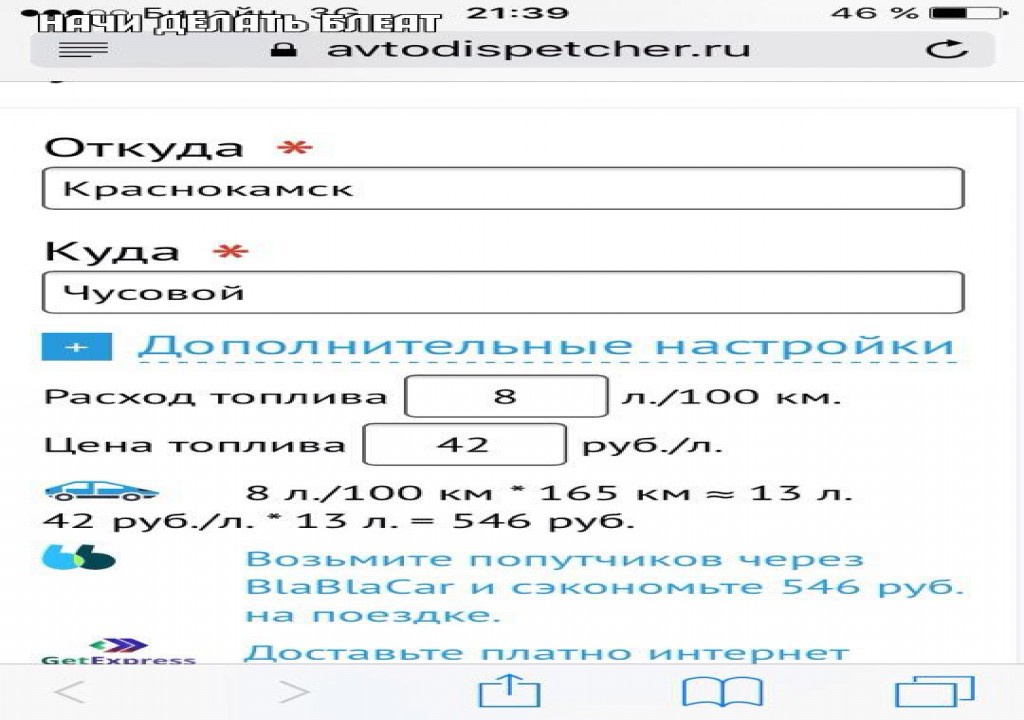 Билайн 3G 21:39 46 %
НАЧИ ДЕЛАТЬ БЛЕАТ
avtodispetcher.ru
Откуда *
Краснокамск
Куда *
Чусовой
+ Дополнительные настройки
Расход топлива 8 л./100 км.
Цена топлива 42 руб./л.
8 л./100 км * 165 км ≈ 13 л.
42 руб./л. * 13 л. = 546 руб.
Возьмите попутчиков через
BlaBlaCar и сэкономьте 546 руб.
на поездке.
GetExpress
Доставьте платно интернет